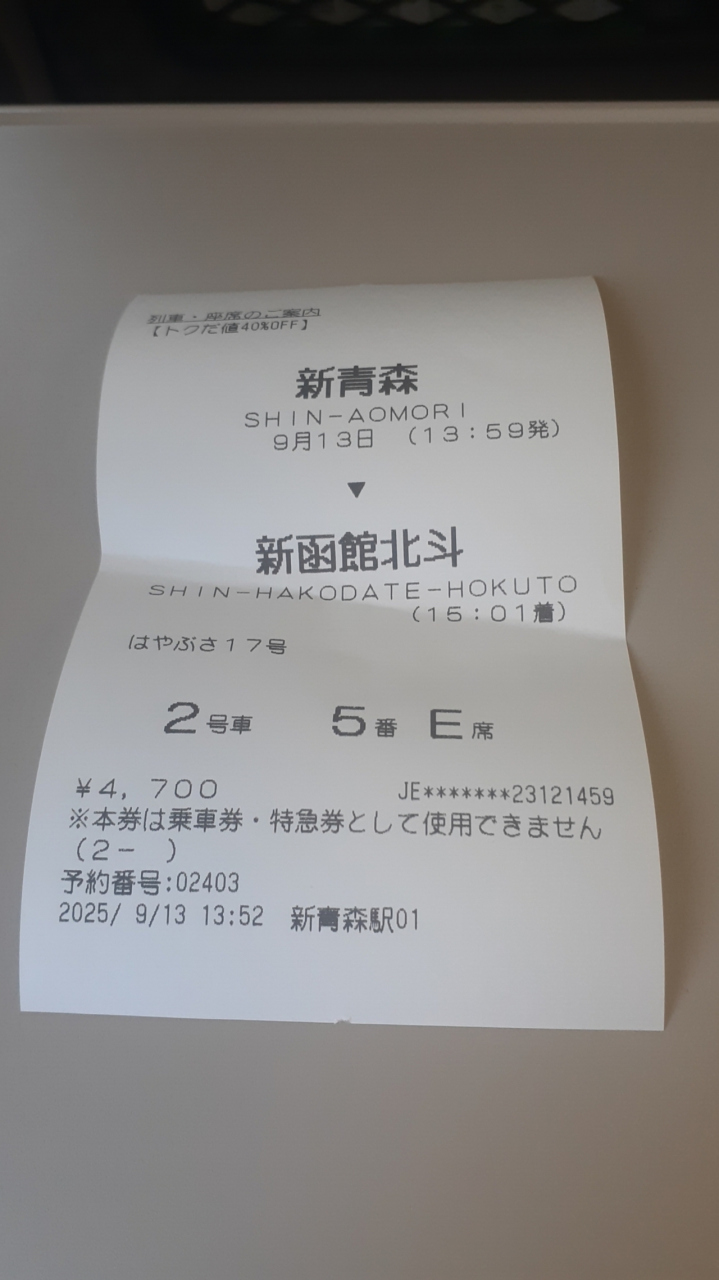 列車・座席のご案内
【トクだ値40%OFF】
新青森
SHIN-AOMORI
9月13日 (13:59発)
▼
新函館北斗
SHIN-HAKODATE-HOKUTO
(15:01着)
はやぶさ17号
2号車 5番 E席
¥4,700 JE*******23121459
※本券は乗車券・特急券として使用できません
(2- )
予約番号:02403
2025/ 9/13 13:52 新青森駅01